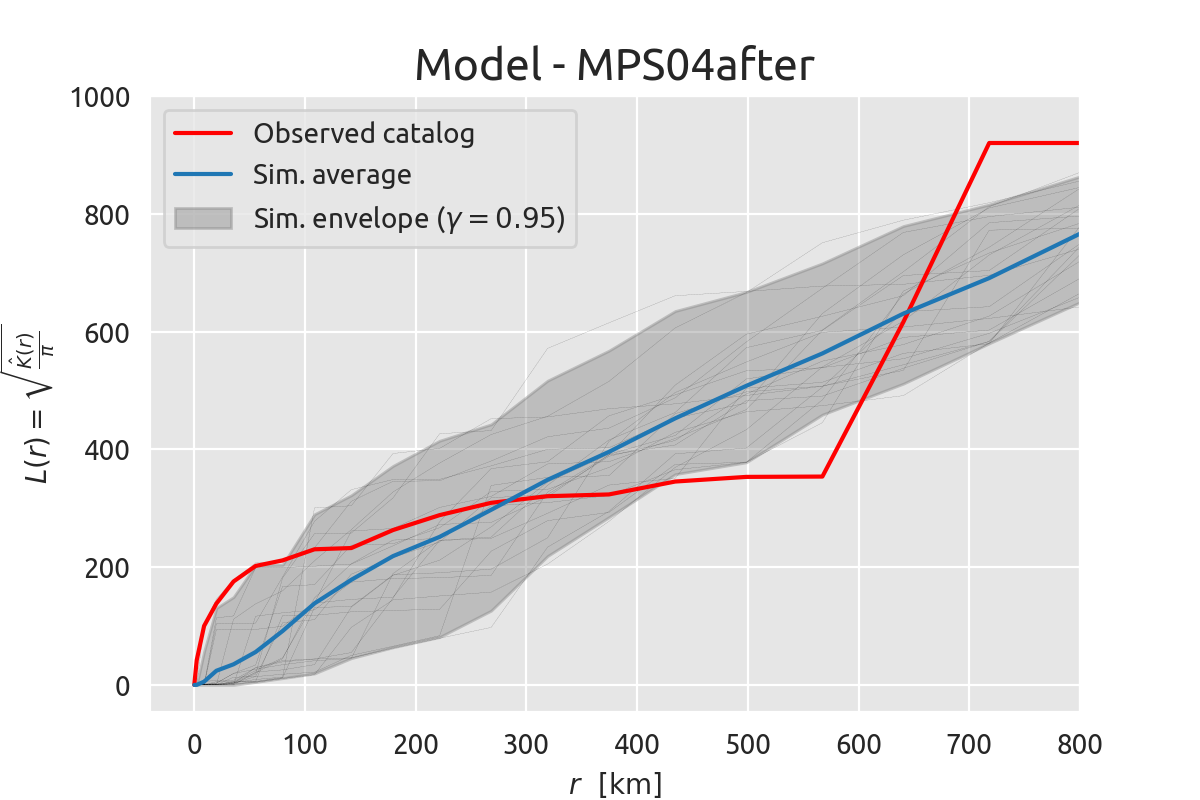 Model - MPS04after
1000
800
600
400
200
0
Observed catalog
Sim. average
Sim. envelope (γ = 0.95)
L(r) = √(K̂(r)/π)
0 100 200 300 400 500 600 700 800
r [km]